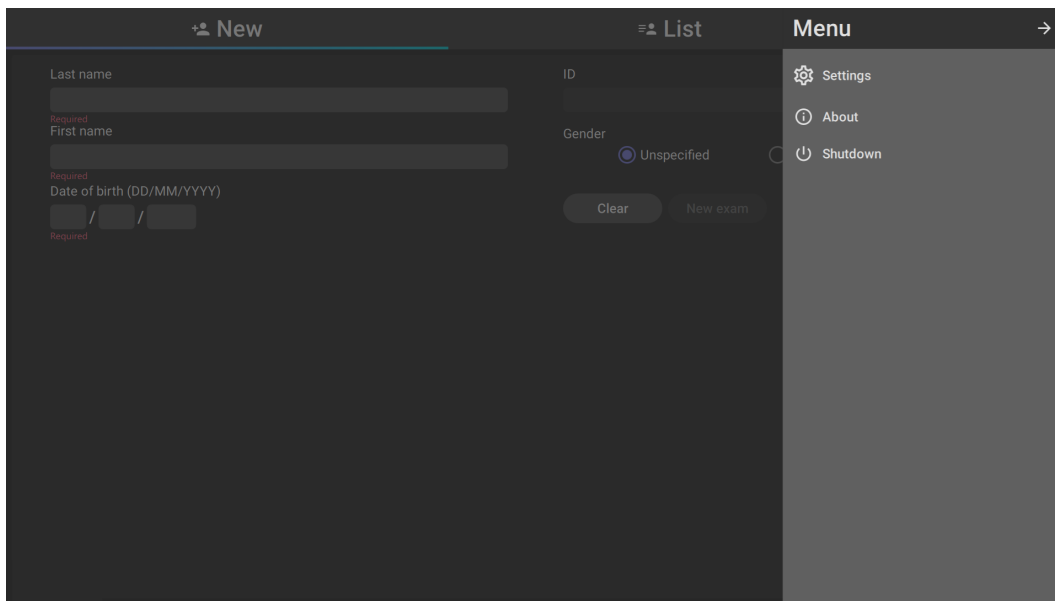 New
List
Menu
Last name
Required
First name
Required
Date of birth (DD/MM/YYYY)
/ /
Required
ID
Gender
Unspecified
Clear
New exam
Settings
About
Shutdown